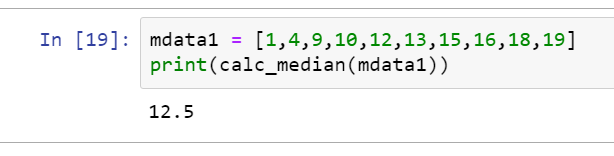 In [19]: mdata1 = [1,4,9,10,12,13,15,16,18,19]
print(calc_median(mdata1))
12.5